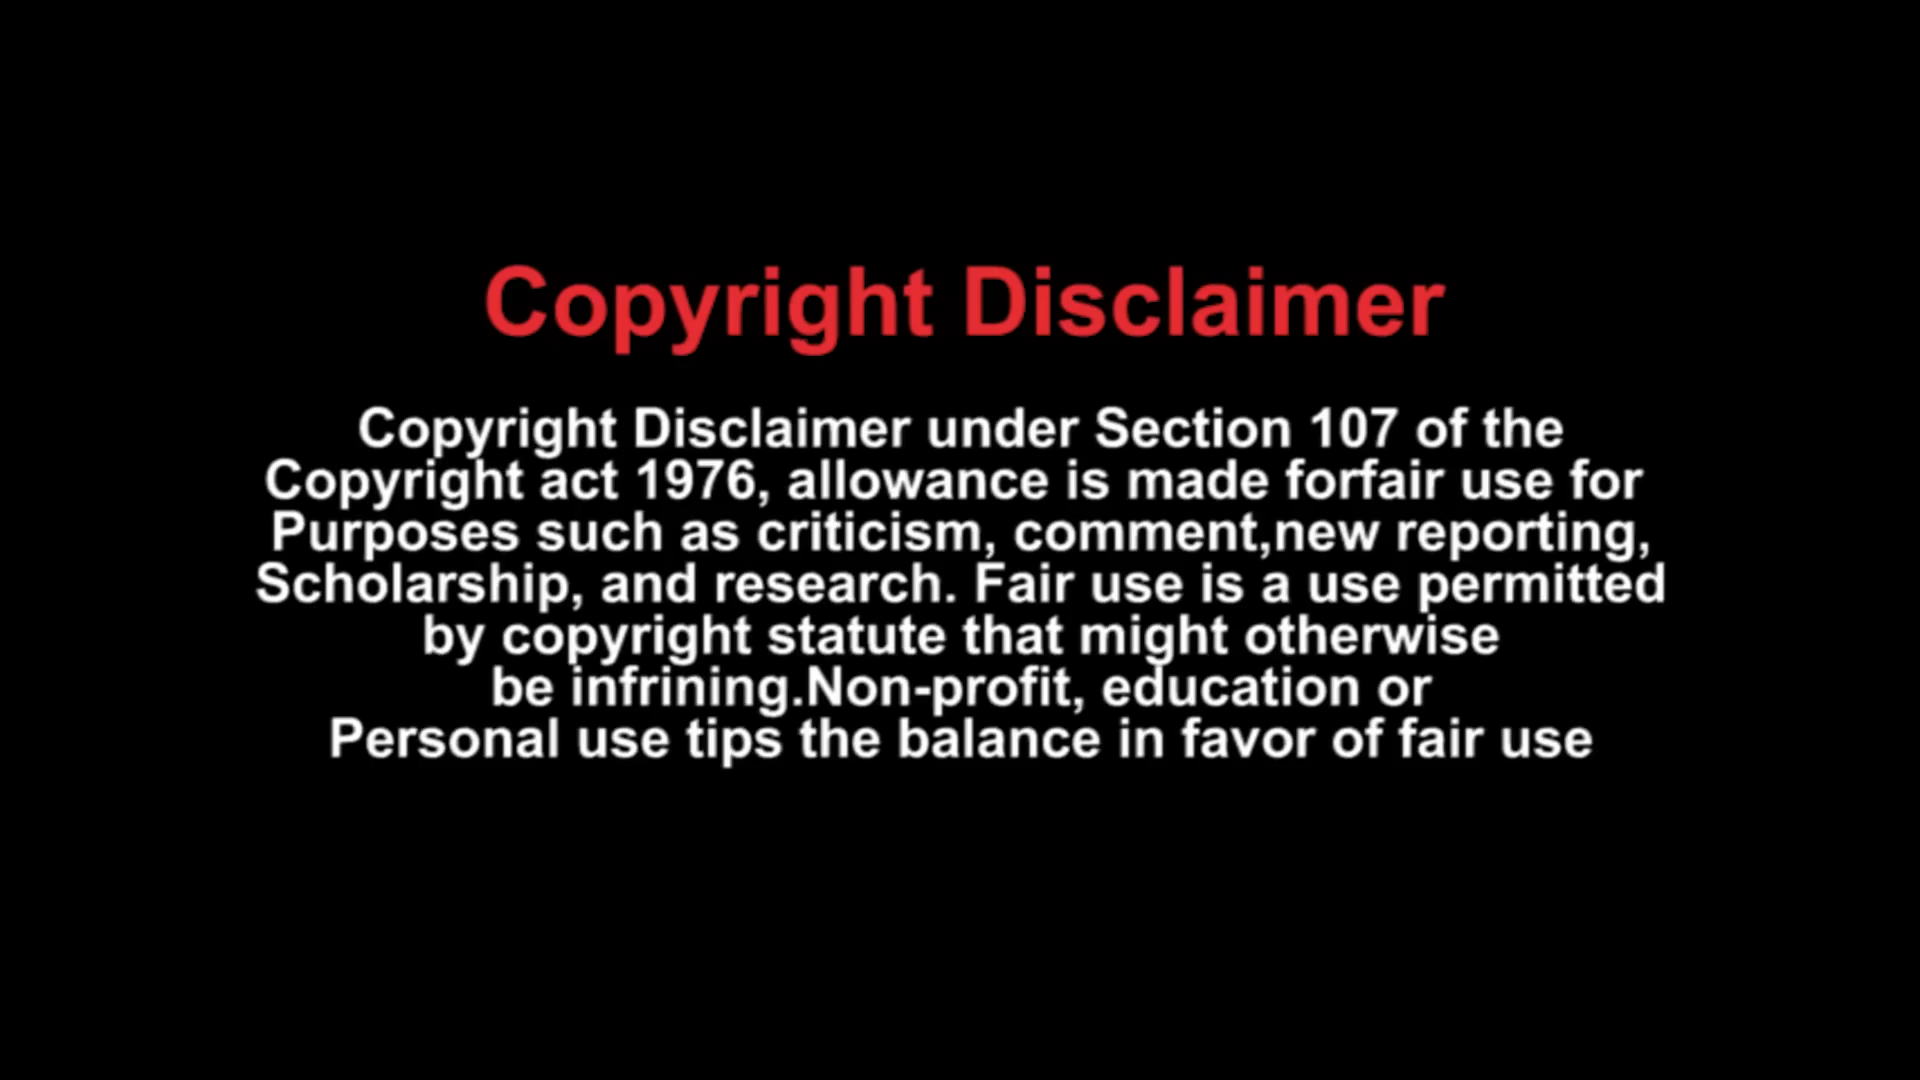 Copyright Disclaimer
Copyright Disclaimer under Section 107 of the
Copyright act 1976, allowance is made forfair use for
Purposes such as criticism, comment,new reporting,
Scholarship, and research. Fair use is a use permitted
by copyright statute that might otherwise
be infrining.Non-profit, education or
Personal use tips the balance in favor of fair use